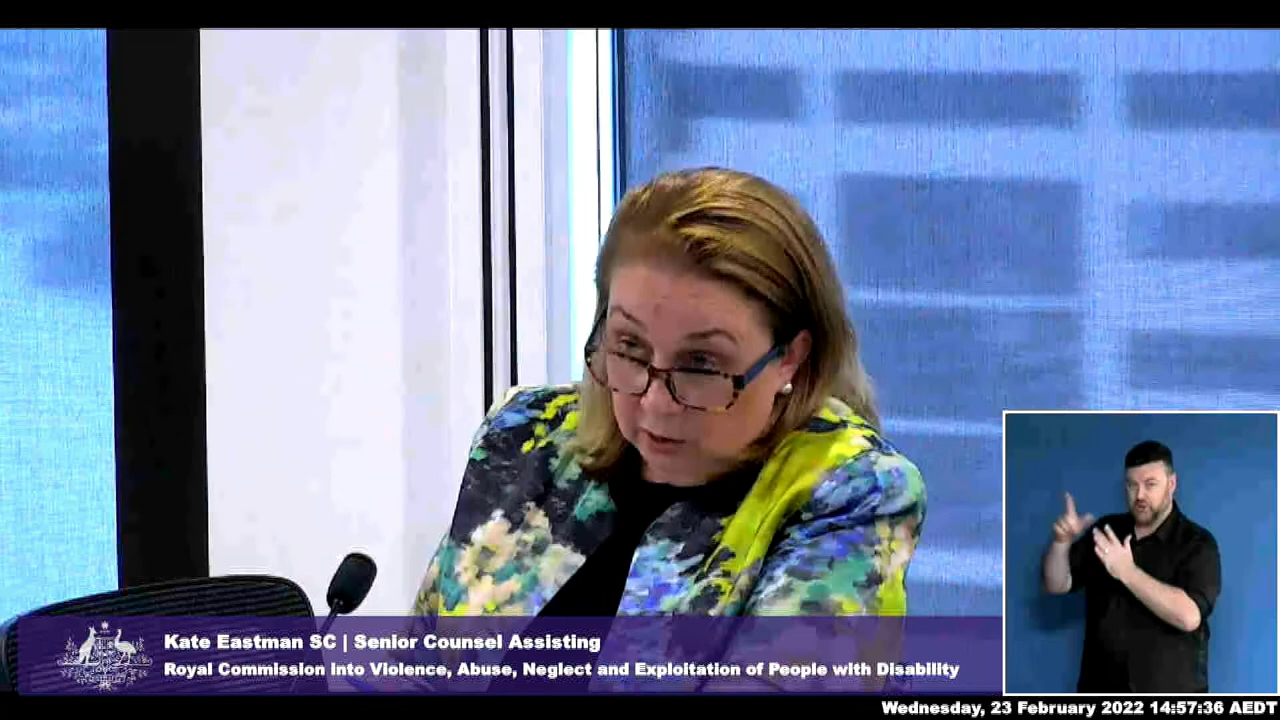 Kate Eastman SC | Senior Counsel Assisting
Royal Commission into Violence, Abuse, Neglect and Exploitation of People with Disability
Wednesday, 23 February 2022 14:57:36 AEDT